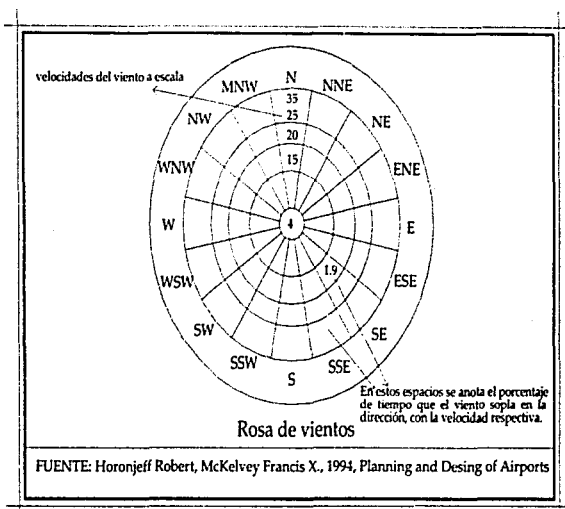 velocidades del viento a escala
N
MNW
NNE
NW
NE
WNW
ENE
W
E
WSW
ESE
SW
SE
SSW
SSE
S
35
25
20
15
4
1.9
En estos espacios se anota el porcentaje
de tiempo que el viento sopla en la
dirección, con la velocidad respectiva.
Rosa de vientos
FUENTE: Horonjeff Robert, McKelvey Francis X., 1994, Planning and Desing of Airports